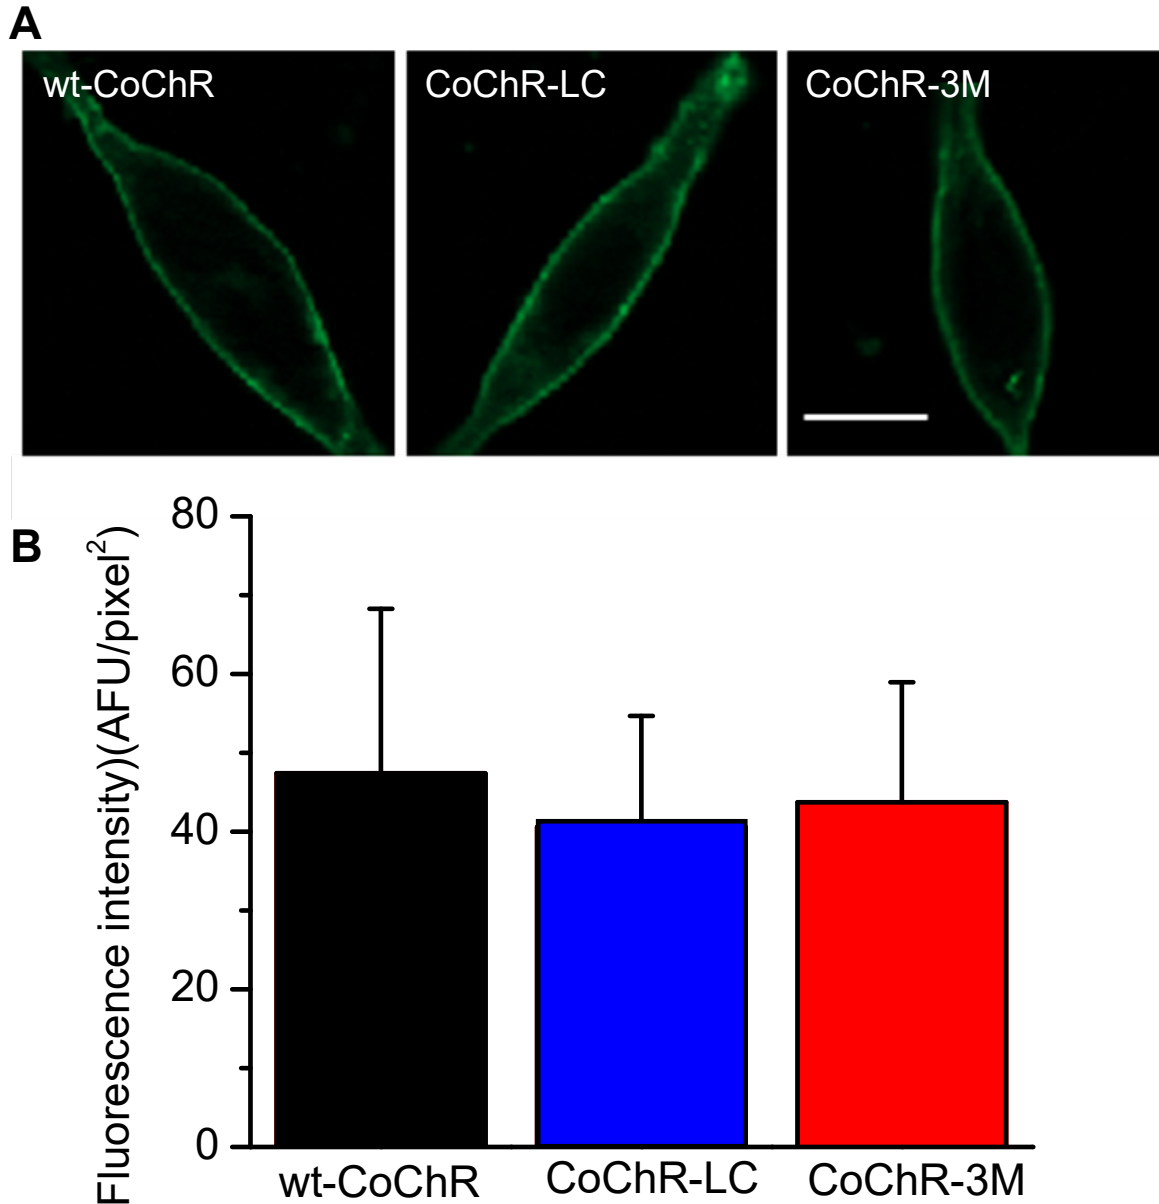 A
wt-CoChR
CoChR-LC
CoChR-3M
B
Fluorescence intensity)(AFU/pixel²)
80
60
40
20
0
wt-CoChR
CoChR-LC
CoChR-3M